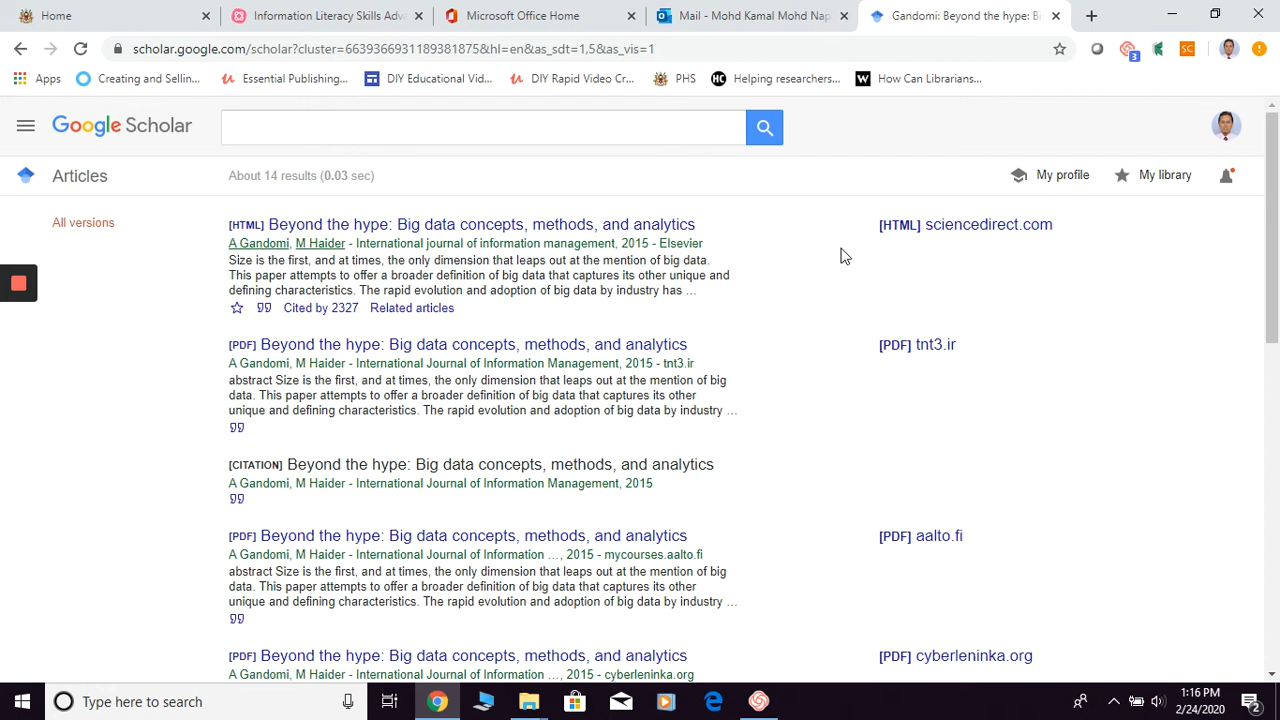 Home
Information Literacy Skills Adv
Microsoft Office Home
Mail - Mohd Kamal Mohd Nap
Gandomi: Beyond the hype: Bi
scholar.google.com/scholar?cluster=6639366931189381875&hl=en&as_sdt=1,5&as_vis=1
3
SC
Apps
Creating and Sellin...
Essential Publishing...
DIY Educational Vid...
DIY Rapid Video Cr...
PHS
HC Helping researchers...
W How Can Librarians...
Google Scholar
Articles
About 14 results (0.03 sec)
My profile
My library
All versions
[HTML] Beyond the hype: Big data concepts, methods, and analytics
[HTML] sciencedirect.com
A Gandomi, M Haider - International journal of information management, 2015 - Elsevier
Size is the first, and at times, the only dimension that leaps out at the mention of big data.
This paper attempts to offer a broader definition of big data that captures its other unique and
defining characteristics. The rapid evolution and adoption of big data by industry has ...
Cited by 2327 Related articles
[PDF] Beyond the hype: Big data concepts, methods, and analytics
[PDF] tnt3.ir
A Gandomi, M Haider - International Journal of Information Management, 2015 - tnt3.ir
abstract Size is the first, and at times, the only dimension that leaps out at the mention of big
data. This paper attempts to offer a broader definition of big data that captures its other
unique and defining characteristics. The rapid evolution and adoption of big data by industry ...
[CITATION] Beyond the hype: Big data concepts, methods, and analytics
A Gandomi, M Haider - International Journal of Information Management, 2015
[PDF] Beyond the hype: Big data concepts, methods, and analytics
[PDF] aalto.fi
A Gandomi, M Haider - International Journal of Information ..., 2015 - mycourses.aalto.fi
abstract Size is the first, and at times, the only dimension that leaps out at the mention of big
data. This paper attempts to offer a broader definition of big data that captures its other
unique and defining characteristics. The rapid evolution and adoption of big data by industry ...
[PDF] Beyond the hype: Big data concepts, methods, and analytics
[PDF] cyberleninka.org
A Gandomi, M Haider - International Journal of Information ..., 2015 - cyberleninka.org
Type here to search
1:16 PM
2/24/2020
2